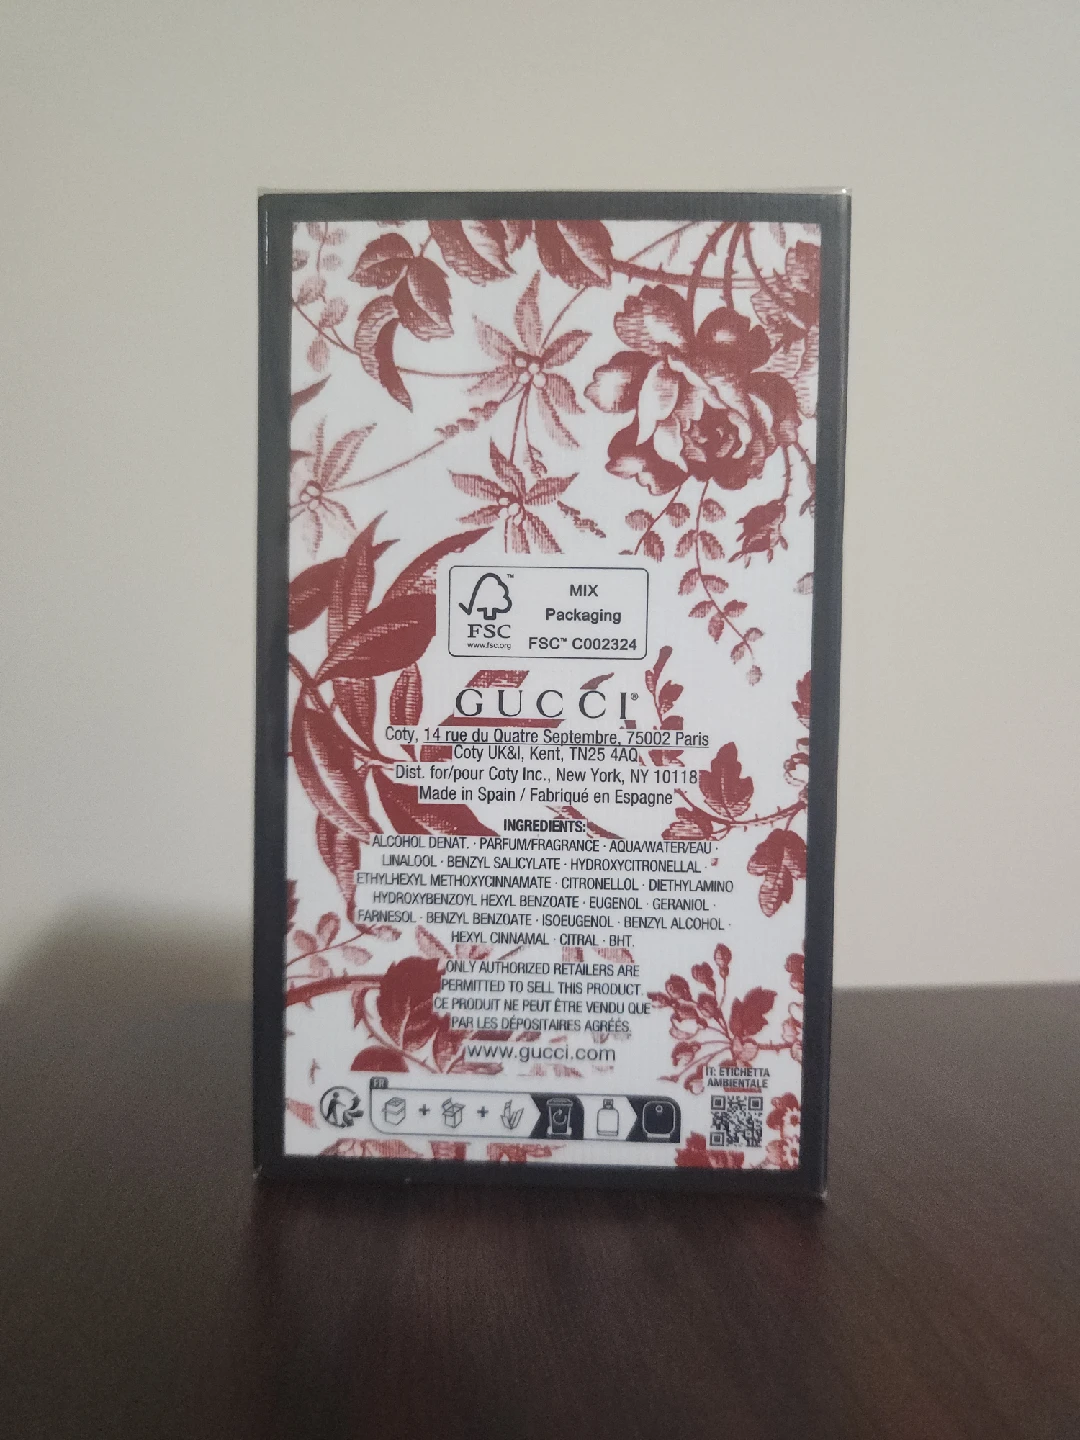 FSC™
www.fsc.org
MIX
Packaging
FSC™ C002324
GUCCI®
Coty, 14 rue du Quatre Septembre, 75002 Paris
Coty UK&I, Kent, TN25 4AQ
Dist. for/pour Coty Inc., New York, NY 10118
Made in Spain / Fabriqué en Espagne
INGREDIENTS:
ALCOHOL DENAT. · PARFUM/FRAGRANCE · AQUA/WATER/EAU ·
LINALOOL · BENZYL SALICYLATE · HYDROXYCITRONELLAL ·
ETHYLHEXYL METHOXYCINNAMATE · CITRONELLOL · DIETHYLAMINO
HYDROXYBENZOYL HEXYL BENZOATE · EUGENOL · GERANIOL ·
FARNESOL · BENZYL BENZOATE · ISOEUGENOL · BENZYL ALCOHOL ·
HEXYL CINNAMAL · CITRAL · BHT.
ONLY AUTHORIZED RETAILERS ARE
PERMITTED TO SELL THIS PRODUCT.
CE PRODUIT NE PEUT ÊTRE VENDU QUE
PAR LES DÉPOSITAIRES AGRÉÉS.
www.gucci.com
IT: ETICHETTA
AMBIENTALE
FR